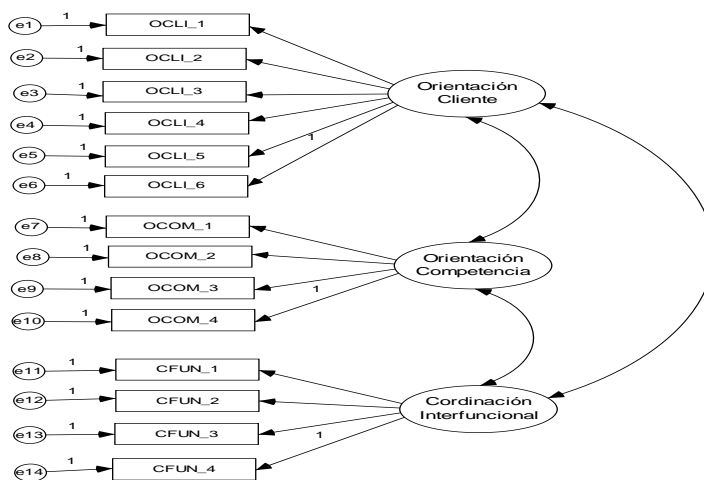 e1 1 OCLI_1
e2 1 OCLI_2
e3 1 OCLI_3
e4 1 OCLI_4
e5 1 OCLI_5
e6 1 OCLI_6
1
Orientación
Cliente
e7 1 OCOM_1
e8 1 OCOM_2
e9 1 OCOM_3
e10 1 OCOM_4
1
Orientación
Competencia
e11 1 CFUN_1
e12 1 CFUN_2
e13 1 CFUN_3
e14 1 CFUN_4
1
Cordinación
Interfuncional